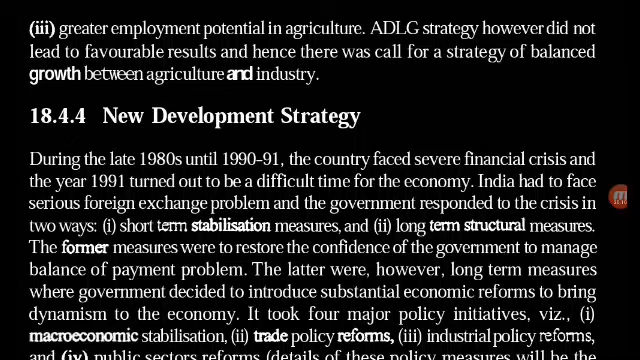 (iii) greater employment potential in agriculture. ADLG strategy however did not
lead to favourable results and hence there was call for a strategy of balanced
growth between agriculture and industry.
18.4.4 New Development Strategy
During the late 1980s until 1990-91, the country faced severe financial crisis and
the year 1991 turned out to be a difficult time for the economy. India had to face
serious foreign exchange problem and the government responded to the crisis in
two ways: (i) short term stabilisation measures, and (ii) long term structural measures.
The former measures were to restore the confidence of the government to manage
balance of payment problem. The latter were, however, long term measures
where government decided to introduce substantial economic reforms to bring
dynamism to the economy. It took four major policy initiatives, viz., (i)
macroeconomic stabilisation, (ii) trade policy reforms, (iii) industrial policy reforms,
and (iv) public sectors reforms (details of these policy measures will be the